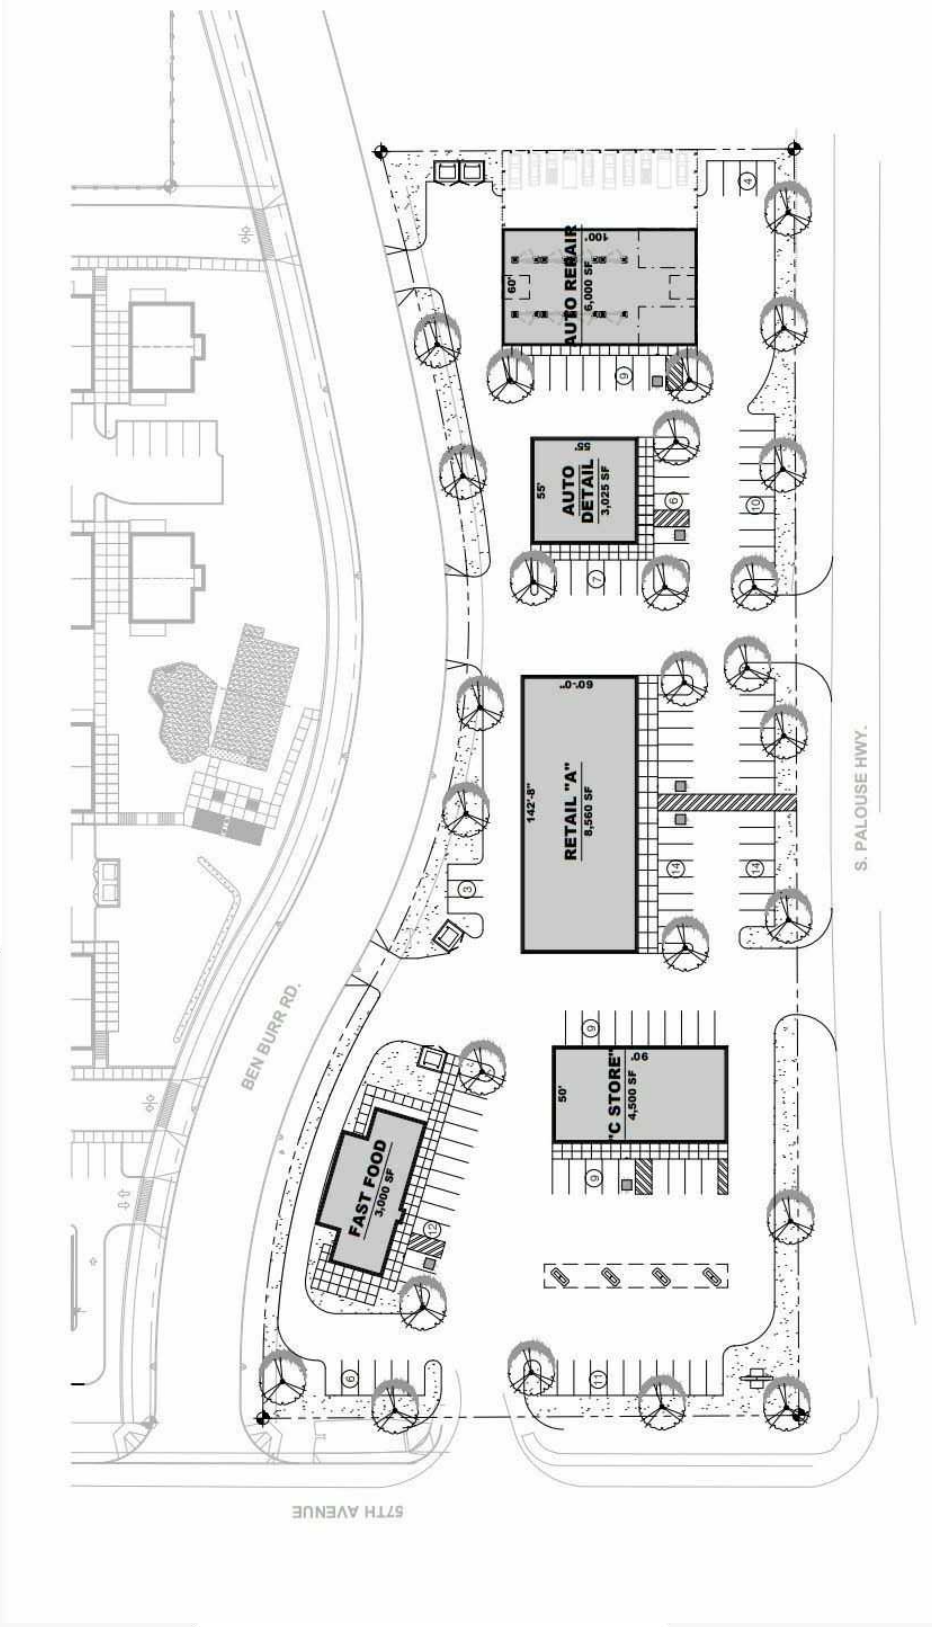 4
100'
60'
AUTO REPAIR
6,000 SF
9
55'
55'
AUTO
DETAIL
3,025 SF
6
10
7
60'-0"
142'-8"
RETAIL "A"
8,560 SF
3
14
14
S. PALOUSE HWY.
BEN BURR RD.
9
50'
90'
"C STORE"
4,500 SF
9
FAST FOOD
3,000 SF
12
6
11
57TH AVENUE